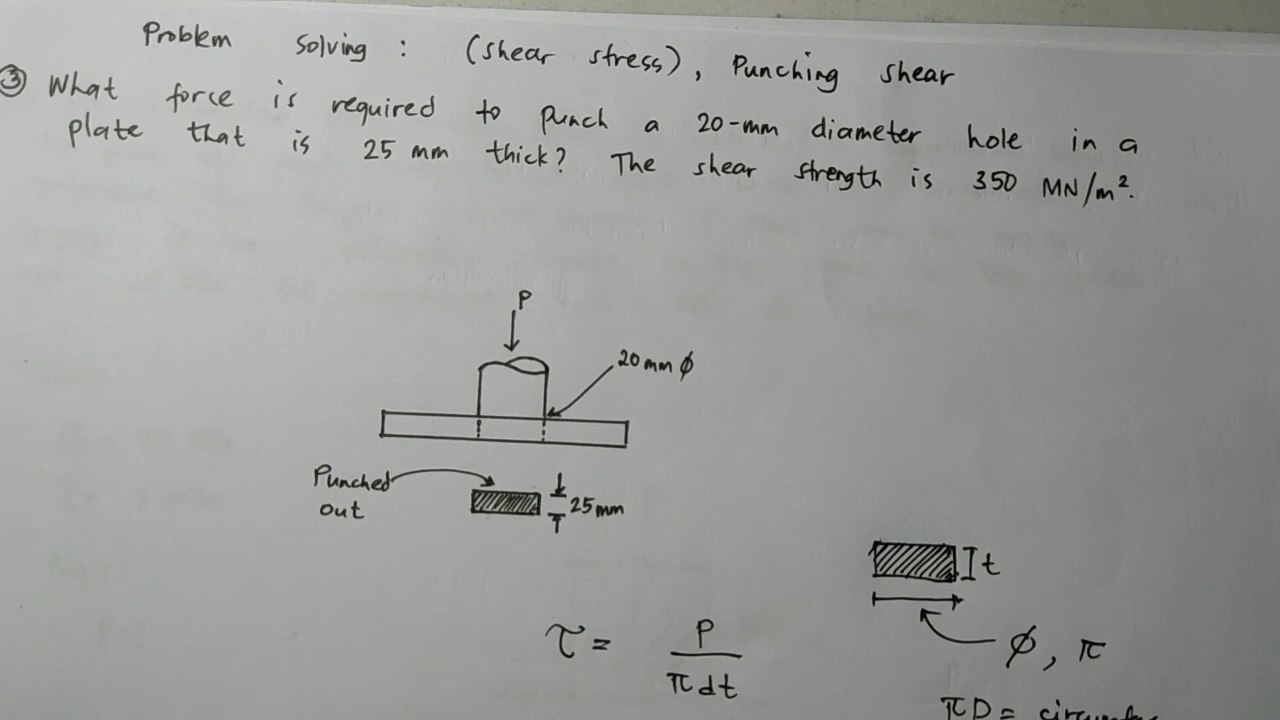 Problem Solving : (shear stress), Punching shear
③ What force is required to punch a 20-mm diameter hole in a
plate that is 25 mm thick? The shear strength is 350 MN/m².
P
20 mm ϕ
Punched
out
25 mm
t
τ = P / πdt
ϕ, π
πD =